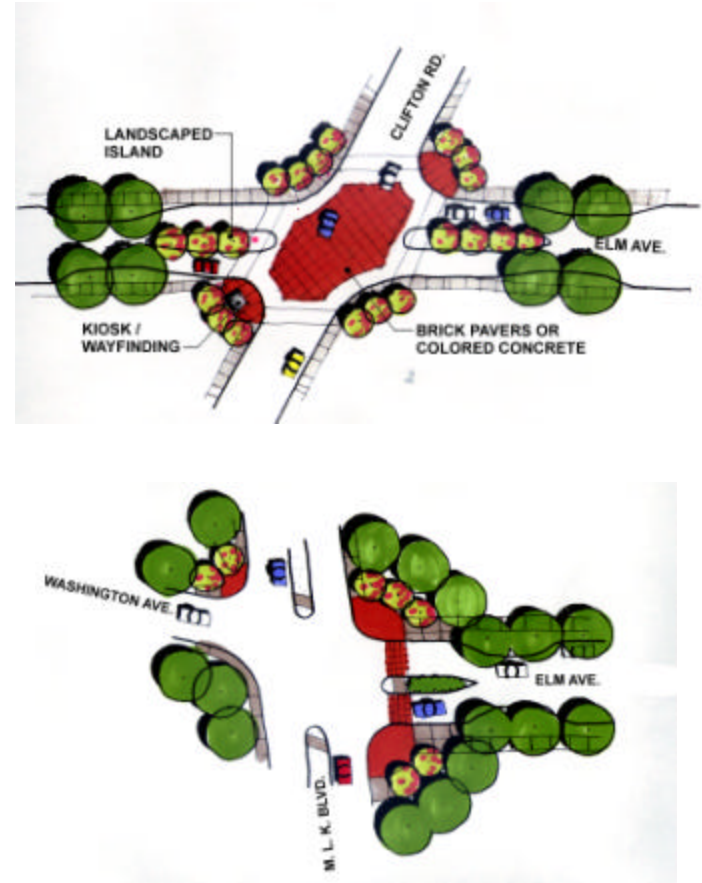 CLIFTON RD.
LANDSCAPED
ISLAND
ELM AVE.
KIOSK /
WAYFINDING
BRICK PAVERS OR
COLORED CONCRETE
WASHINGTON AVE.
ELM AVE.
M. L. K. BLVD.